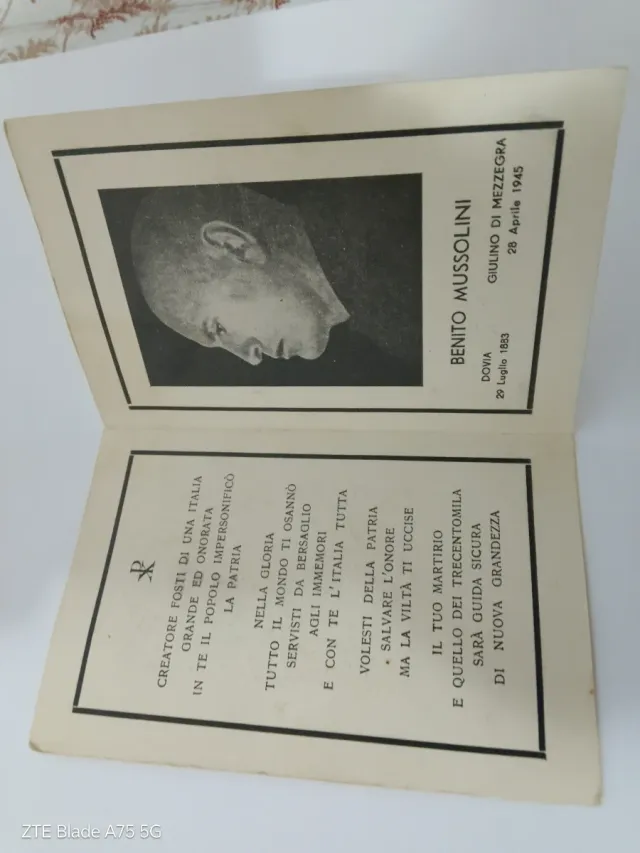 CREATORE FOSTI DI UNA ITALIA
GRANDE ED ONORATA
IN TE IL POPOLO IMPERSONIFICÒ
LA PATRIA
NELLA GLORIA
TUTTO IL MONDO TI OSANNÒ
SERVISTI DA BERSAGLIO
AGLI IMMEMORI
E CON TE L'ITALIA TUTTA
VOLESTI DELLA PATRIA
SALVARE L'ONORE
MA LA VILTÀ TI UCCISE
IL TUO MARTIRIO
E QUELLO DEI TRECENTOMILA
SARÀ GUIDA SICURA
DI NUOVA GRANDEZZA
BENITO MUSSOLINI
DOVIA
29 Luglio 1883
GIULINO DI MEZZEGRA
28 Aprile 1945
ZTE Blade A75 5G